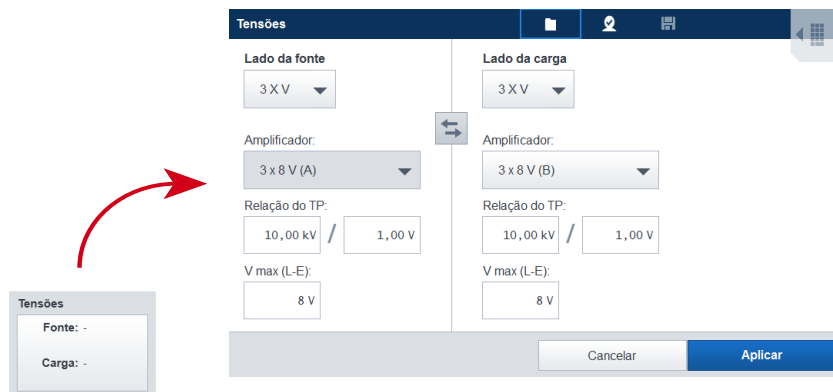 Tensões
Lado da fonte
3 X V
Amplificador:
3 x 8 V (A)
Relação do TP:
10,00 kV / 1,00 V
V max (L-E):
8 V
Lado da carga
3 X V
Amplificador:
3 x 8 V (B)
Relação do TP:
10,00 kV / 1,00 V
V max (L-E):
8 V
Cancelar
Aplicar
Tensões
Fonte: -
Carga: -